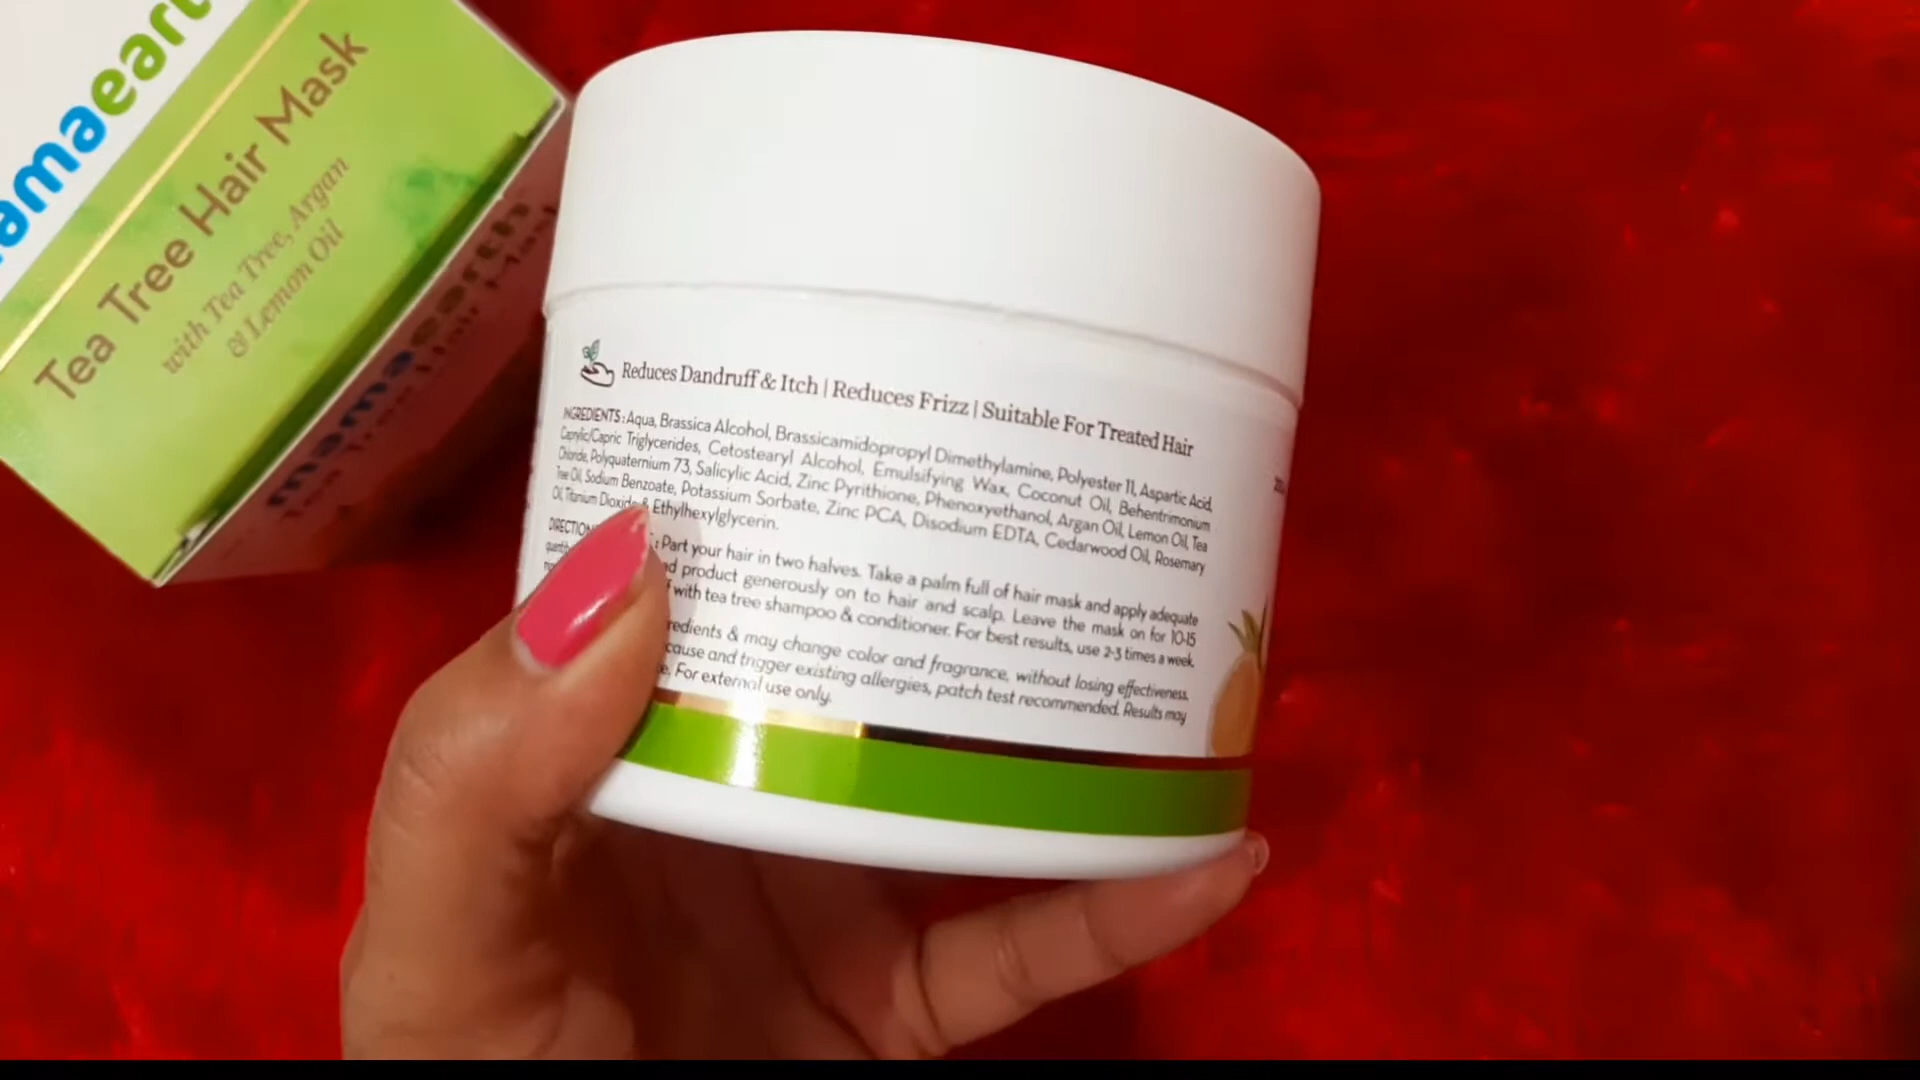 amaeart
Tea Tree Hair Mask
with Tea Tree, Argan
& Lemon Oil
mamaearth
Tea Tree Hair Mask
Reduces Dandruff & Itch | Reduces Frizz | Suitable For Treated Hair
INGREDIENTS : Aqua, Brassica Alcohol, Brassicamidopropyl Dimethylamine, Polyester 11, Aspartic Acid,
Caprylic/Capric Triglycerides, Cetostearyl Alcohol, Emulsifying Wax, Coconut Oil, Behentrimonium
Chloride, Polyquaternium 73, Salicylic Acid, Zinc Pyrithione, Phenoxyethanol, Argan Oil, Lemon Oil, Tea
Tree Oil, Sodium Benzoate, Potassium Sorbate, Zinc PCA, Disodium EDTA, Cedarwood Oil, Rosemary
Oil, Titanium Dioxide & Ethylhexylglycerin.
DIRECTION : Part your hair in two halves. Take a palm full of hair mask and apply adequate
product generously on to hair and scalp. Leave the mask on for 10-15
with tea tree shampoo & conditioner. For best results, use 2-3 times a week.
redients & may change color and fragrance, without losing effectiveness.
cause and trigger existing allergies, patch test recommended. Results may
e. For external use only.